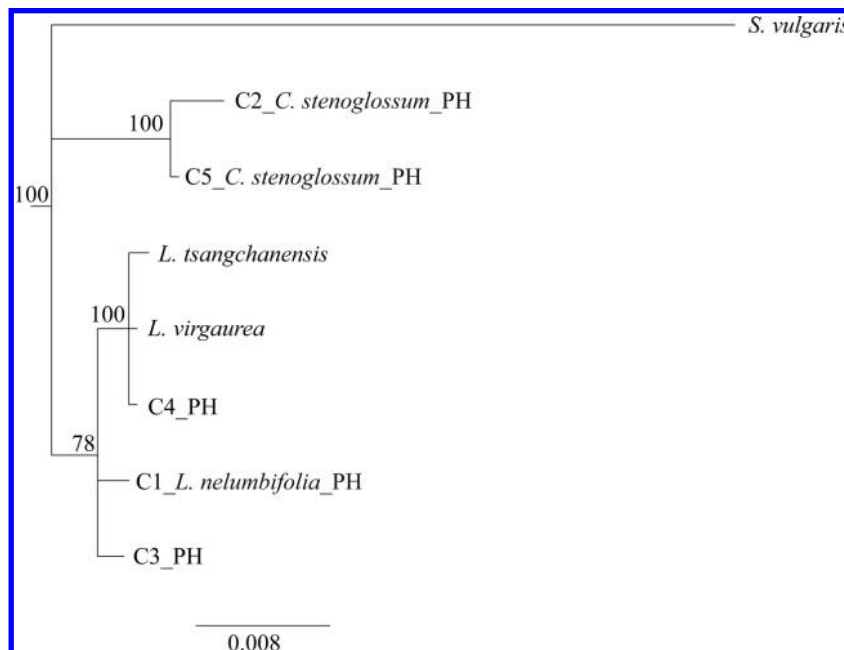 S. vulgaris
C2_C. stenoglossum_PH
100
C5_C. stenoglossum_PH
100
L. tsangchanensis
100
L. virgaurea
C4_PH
78
C1_L. nelumbifolia_PH
C3_PH
0.008